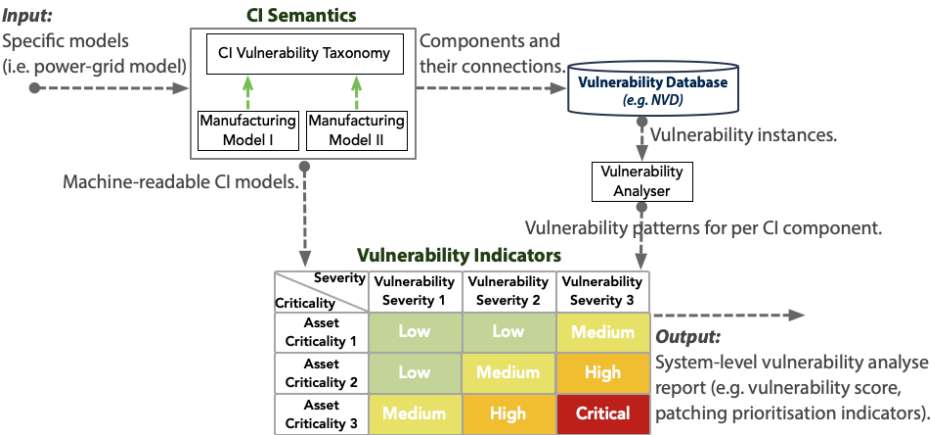 Input:
Specific models
(i.e. power-grid model)
CI Semantics
CI Vulnerability Taxonomy
Manufacturing
Model I
Manufacturing
Model II
Components and
their connections.
Vulnerability Database
(e.g. NVD)
Vulnerability instances.
Vulnerability
Analyser
Machine-readable CI models.
Vulnerability patterns for per CI component.
Vulnerability Indicators
Severity
Criticality
Vulnerability
Severity 1
Vulnerability
Severity 2
Vulnerability
Severity 3
Asset
Criticality 1
Low
Low
Medium
Asset
Criticality 2
Low
Medium
High
Asset
Criticality 3
Medium
High
Critical
Output:
System-level vulnerability analyse
report (e.g. vulnerability score,
patching prioritisation indicators).